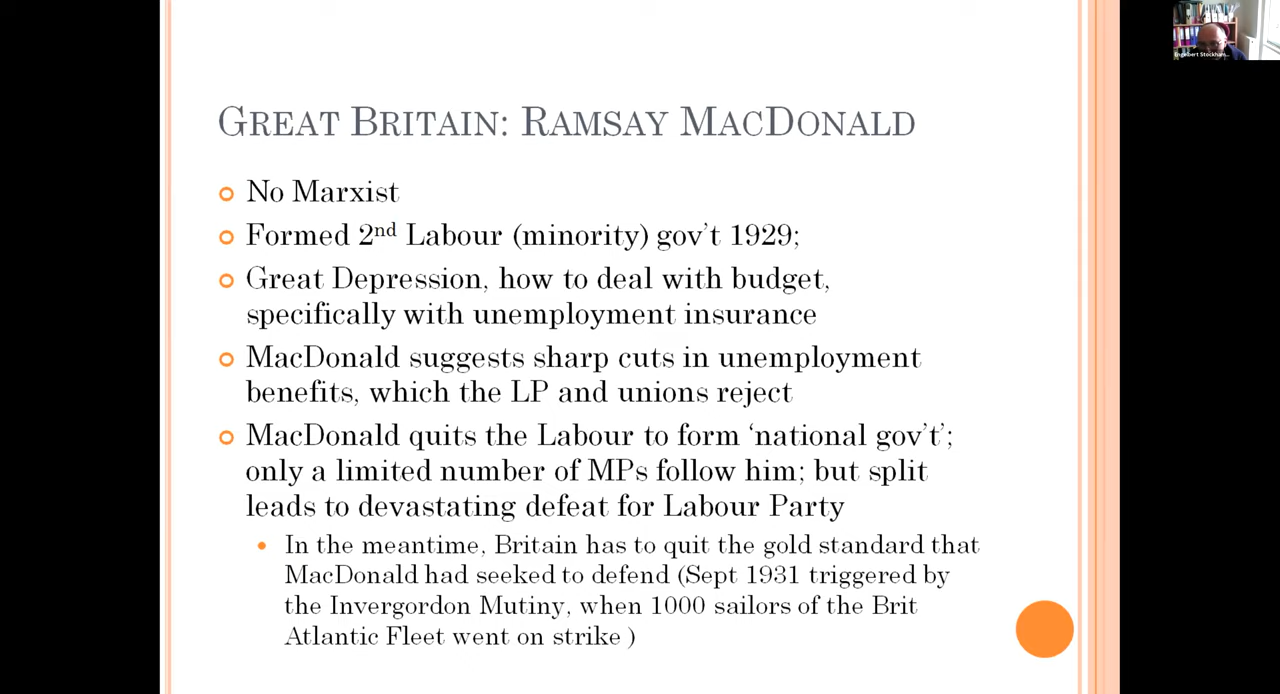 Engelbert Stockham...
GREAT BRITAIN: RAMSAY MACDONALD
No Marxist
Formed 2nd Labour (minority) gov't 1929;
Great Depression, how to deal with budget,
specifically with unemployment insurance
MacDonald suggests sharp cuts in unemployment
benefits, which the LP and unions reject
MacDonald quits the Labour to form ‘national gov’t’;
only a limited number of MPs follow him; but split
leads to devastating defeat for Labour Party
In the meantime, Britain has to quit the gold standard that
MacDonald had seeked to defend (Sept 1931 triggered by
the Invergordon Mutiny, when 1000 sailors of the Brit
Atlantic Fleet went on strike )